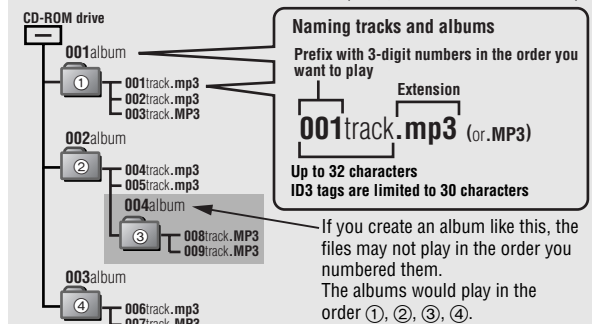 CD-ROM drive
001album
①
001track.mp3
002track.mp3
003track.MP3
002album
②
004track.mp3
005track.mp3
004album
③
008track.MP3
009track.MP3
003album
④
006track.mp3
007track.MP3
Naming tracks and albums
Prefix with 3-digit numbers in the order you
want to play
Extension
001track.mp3 (or.MP3)
Up to 32 characters
ID3 tags are limited to 30 characters
If you create an album like this, the
files may not play in the order you
numbered them.
The albums would play in the
order ①, ②, ③, ④.